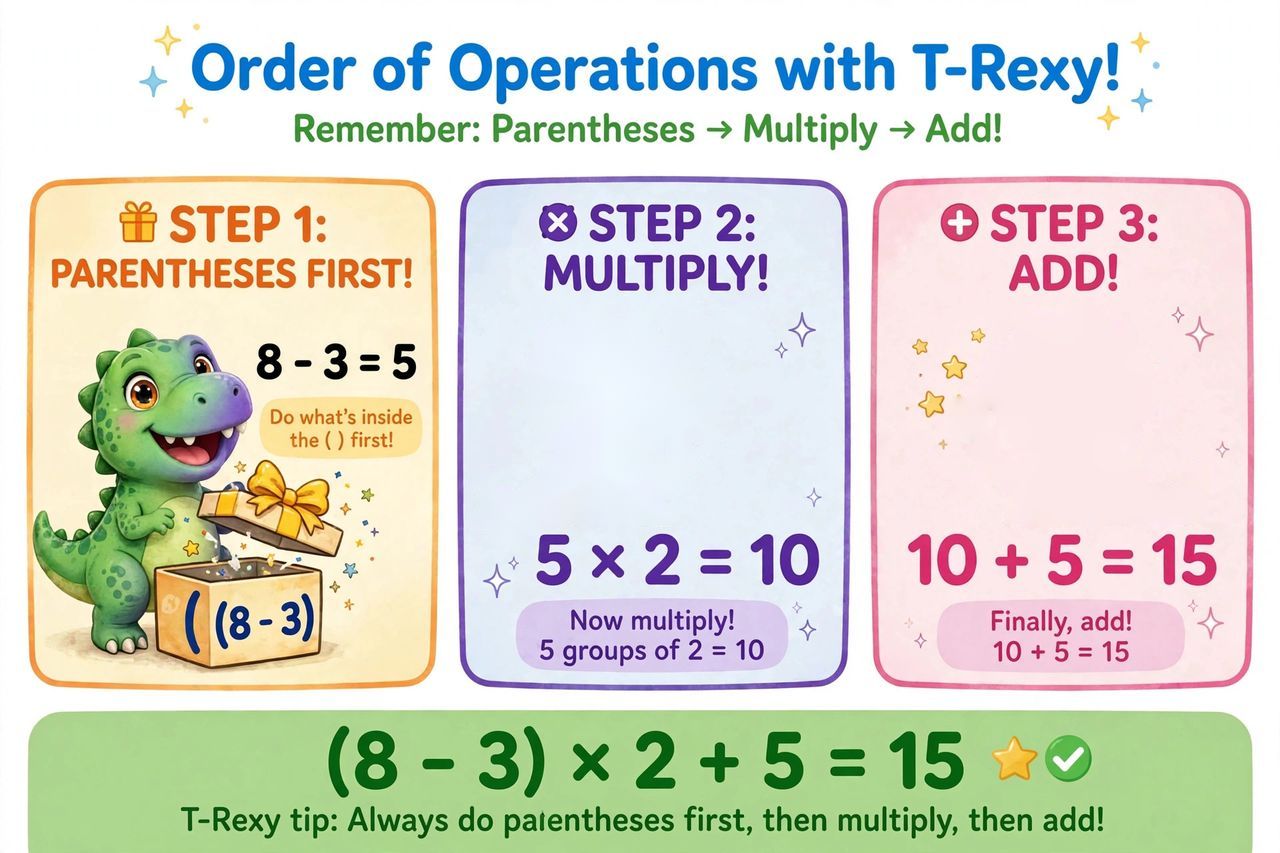 Order of Operations with T-Rexy!
Remember: Parentheses → Multiply → Add!
STEP 1:
PARENTHESES FIRST!
8 - 3 = 5
Do what's inside
the ( ) first!
( (8 - 3)
STEP 2:
MULTIPLY!
5 × 2 = 10
Now multiply!
5 groups of 2 = 10
STEP 3:
ADD!
10 + 5 = 15
Finally, add!
10 + 5 = 15
(8 - 3) × 2 + 5 = 15
T-Rexy tip: Always do parentheses first, then multiply, then add!